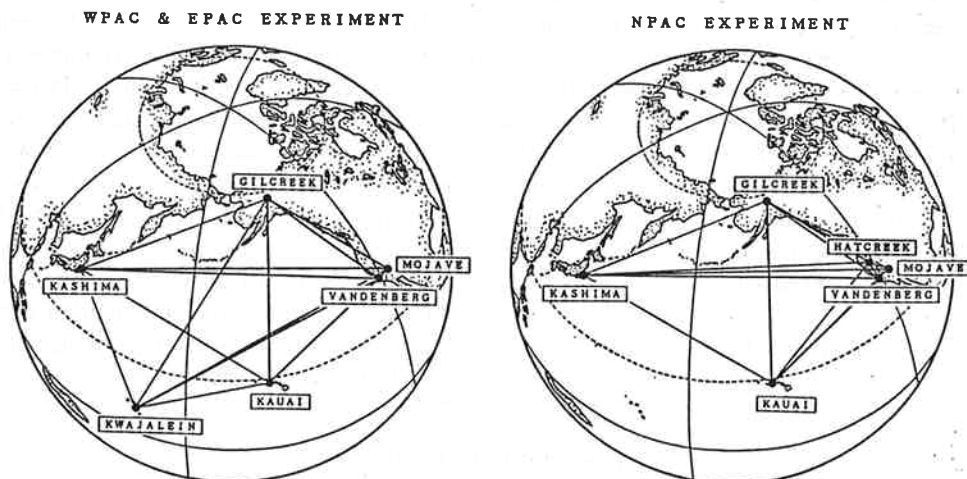 WPAC & EPAC EXPERIMENT
GILCREEK
MOJAVE
KASHIMA
VANDENBERG
KAUAI
KWAJALEIN
NPAC EXPERIMENT
GILCREEK
HATCREEK
MOJAVE
KASHIMA
VANDENBERG
KAUAI